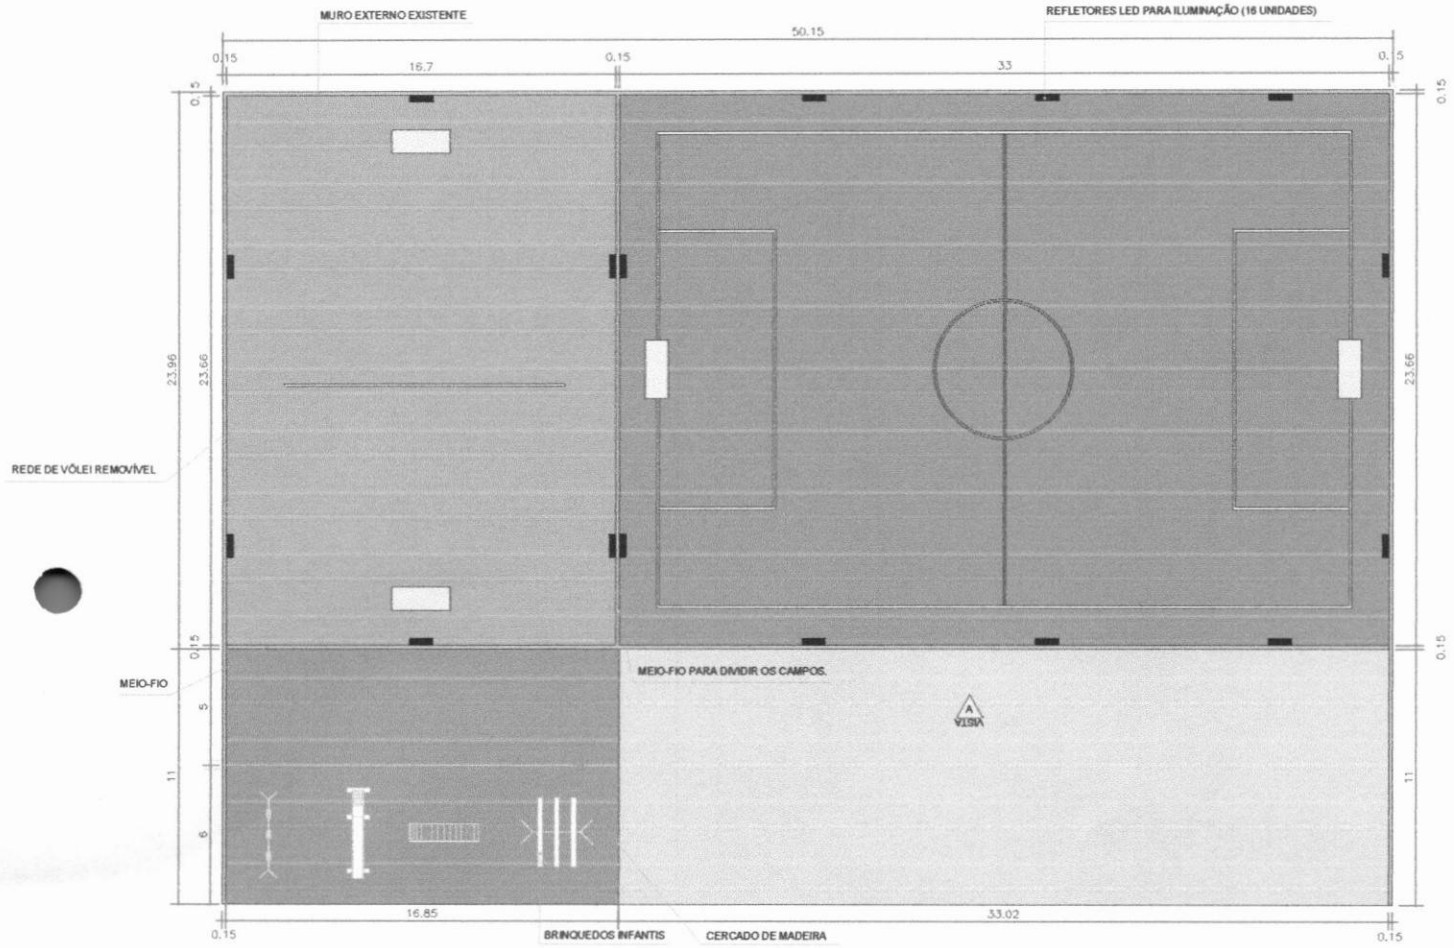 MURO EXTERNO EXISTENTE
REFLETORES LED PARA ILUMINAÇÃO (16 UNIDADES)
50.15
0.15
16.7
0.15
33
0.15
0.15
0.15
23.96
23.66
23.66
REDE DE VÔLEI REMOVÍVEL
0.15
0.15
MEIO-FIO
MEIO-FIO PARA DIVIDIR OS CAMPOS.
5
A
VISTA
11
6
11
16.85
33.02
0.15
BRINQUEDOS INFANTIS
CERCADO DE MADEIRA
0.15